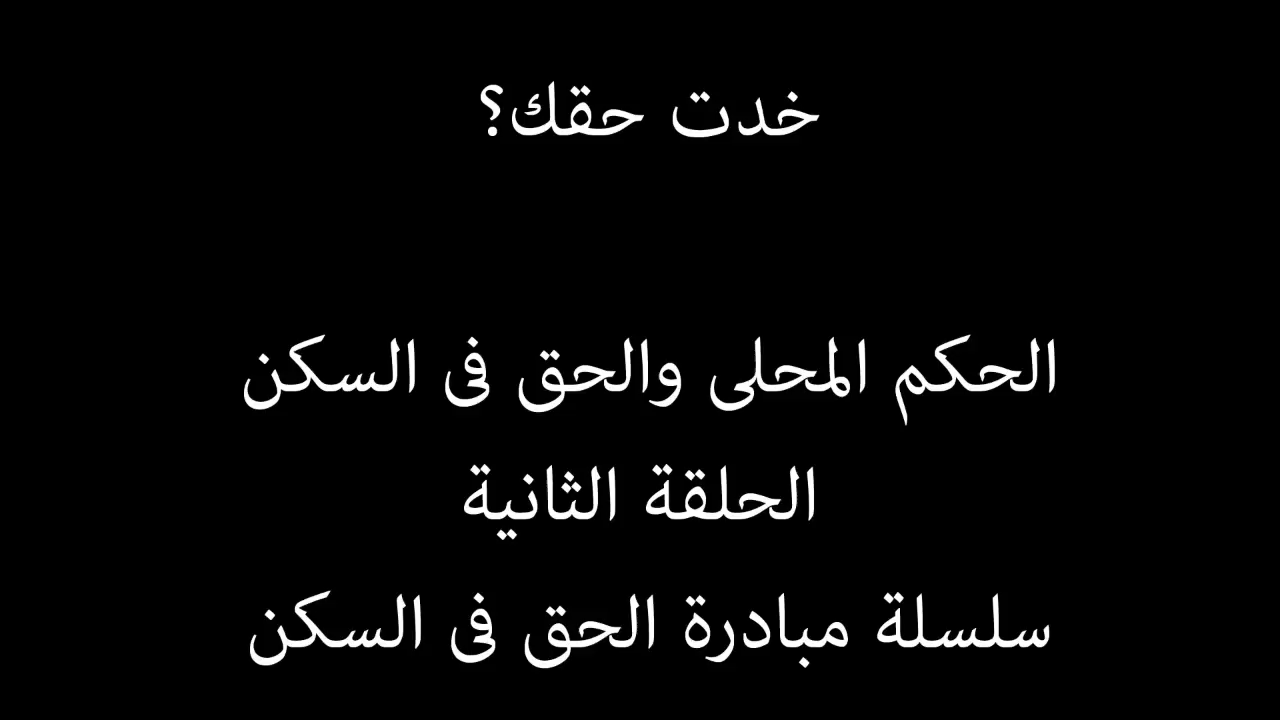 خدت حقك؟
الحكم المحلى والحق فى السكن
الحلقة الثانية
سلسلة مبادرة الحق فى السكن